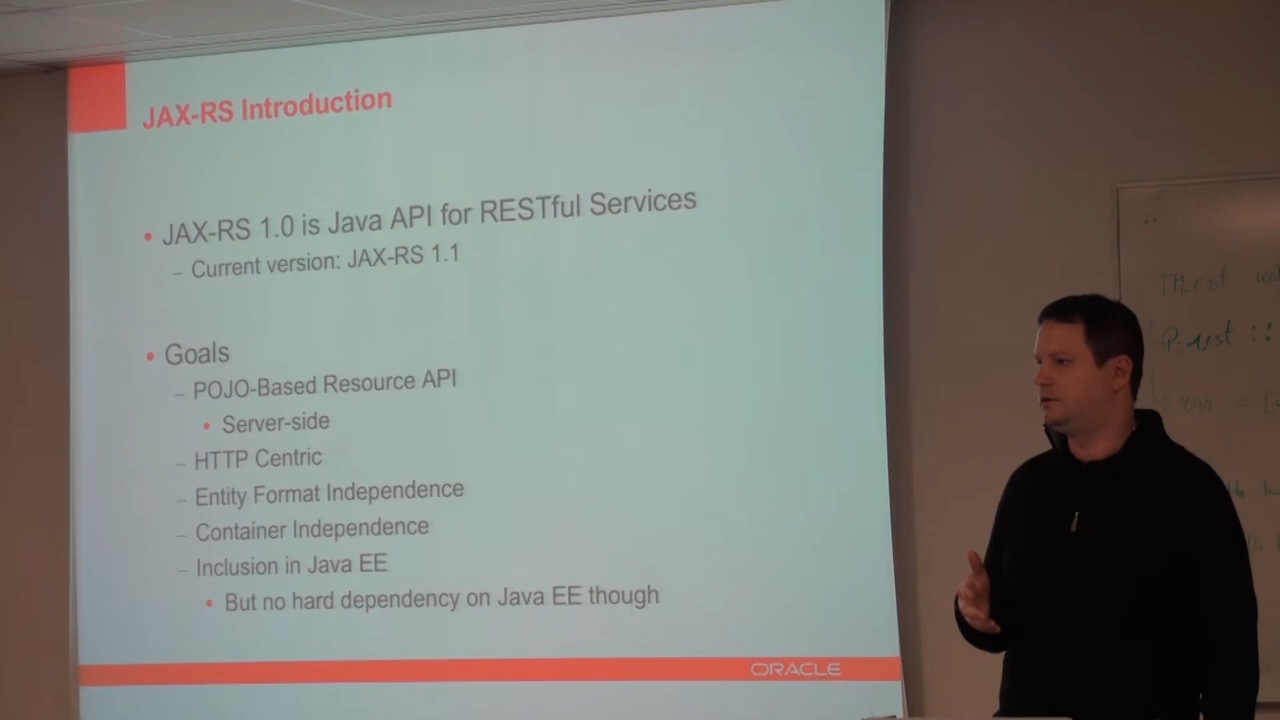 JAX-RS Introduction
• JAX-RS 1.0 is Java API for RESTful Services
– Current version: JAX-RS 1.1
• Goals
– POJO-Based Resource API
• Server-side
– HTTP Centric
– Entity Format Independence
– Container Independence
– Inclusion in Java EE
• But no hard dependency on Java EE though
ORACLE